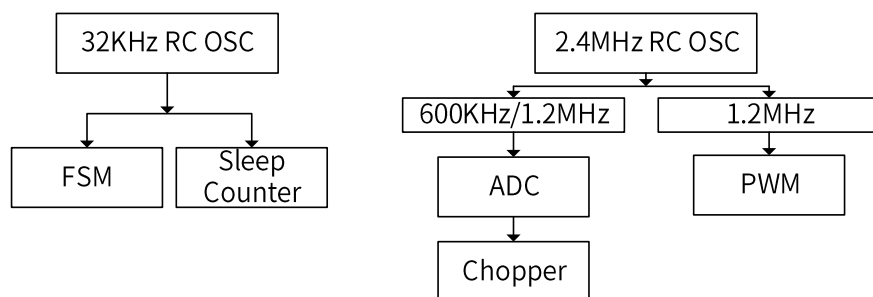 32KHz RC OSC
2.4MHz RC OSC
600KHz/1.2MHz
1.2MHz
FSM
Sleep
Counter
ADC
PWM
Chopper